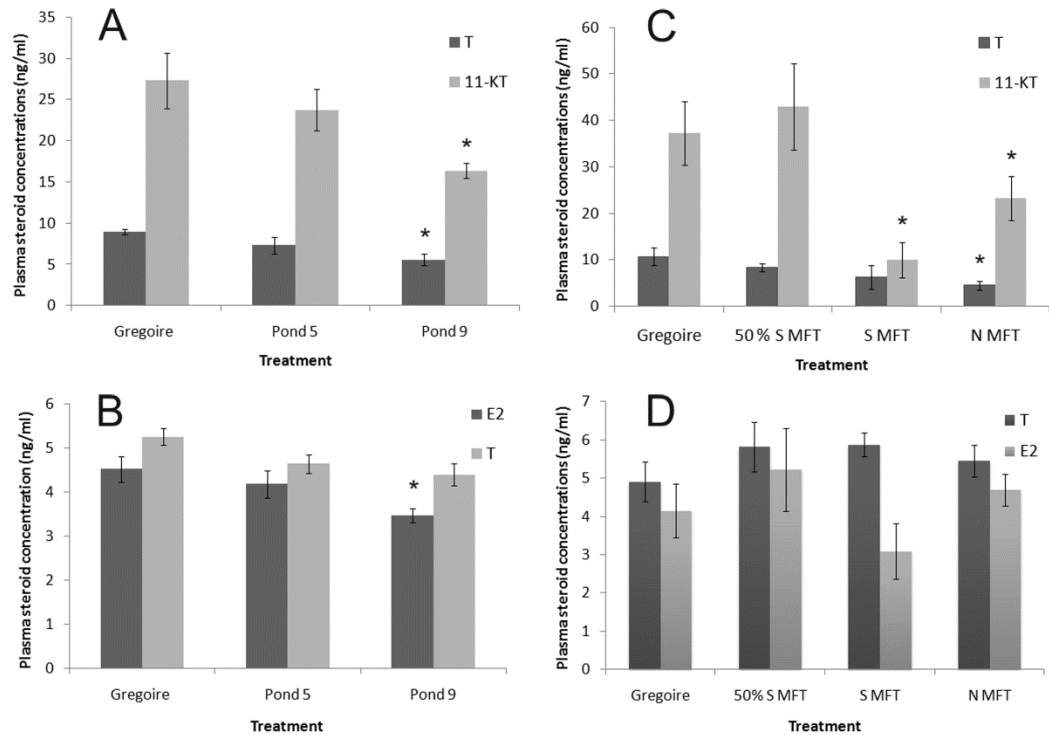 A
Plasma steroid concentrations (ng/ml)
35
30
25
20
15
10
5
0
T
11-KT
*
*
Gregoire
Pond 5
Pond 9
Treatment
C
Plasma steroid concentrations (ng/ml)
60
50
40
30
20
10
0
T
11-KT
*
*
*
Gregoire
50 % S MFT
S MFT
N MFT
Treatment
B
Plasma steroid concentration (ng/ml)
6
5
4
3
2
1
0
E2
T
*
Gregoire
Pond 5
Pond 9
Treatment
D
Plasma steroid concentrations (ng/ml)
7
6
5
4
3
2
1
0
T
E2
Gregoire
50% S MFT
S MFT
N MFT
Treatment